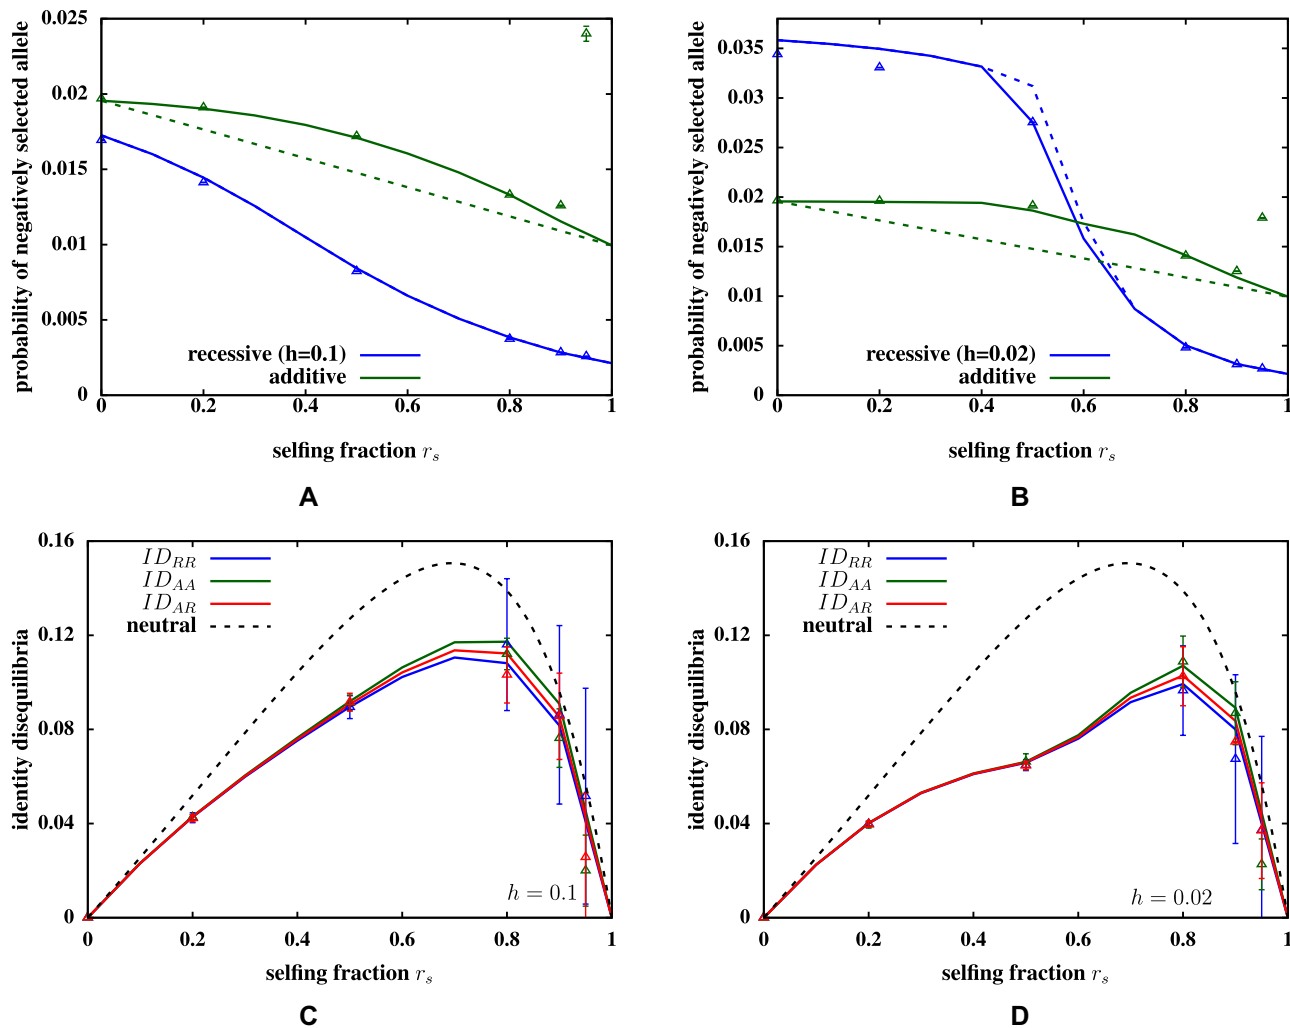 probability of negatively selected allele
0.025
0.02
0.015
0.01
0.005
0
recessive (h=0.1)
additive
0 0.2 0.4 0.6 0.8 1
selfing fraction r_s
A
probability of negatively selected allele
0.035
0.03
0.025
0.02
0.015
0.01
0.005
0
recessive (h=0.02)
additive
0 0.2 0.4 0.6 0.8 1
selfing fraction r_s
B
identity disequilibria
0.16
0.12
0.08
0.04
0
ID_RR
ID_AA
ID_AR
neutral
h = 0.1
0 0.2 0.4 0.6 0.8 1
selfing fraction r_s
C
identity disequilibria
0.16
0.12
0.08
0.04
0
ID_RR
ID_AA
ID_AR
neutral
h = 0.02
0 0.2 0.4 0.6 0.8 1
selfing fraction r_s
D